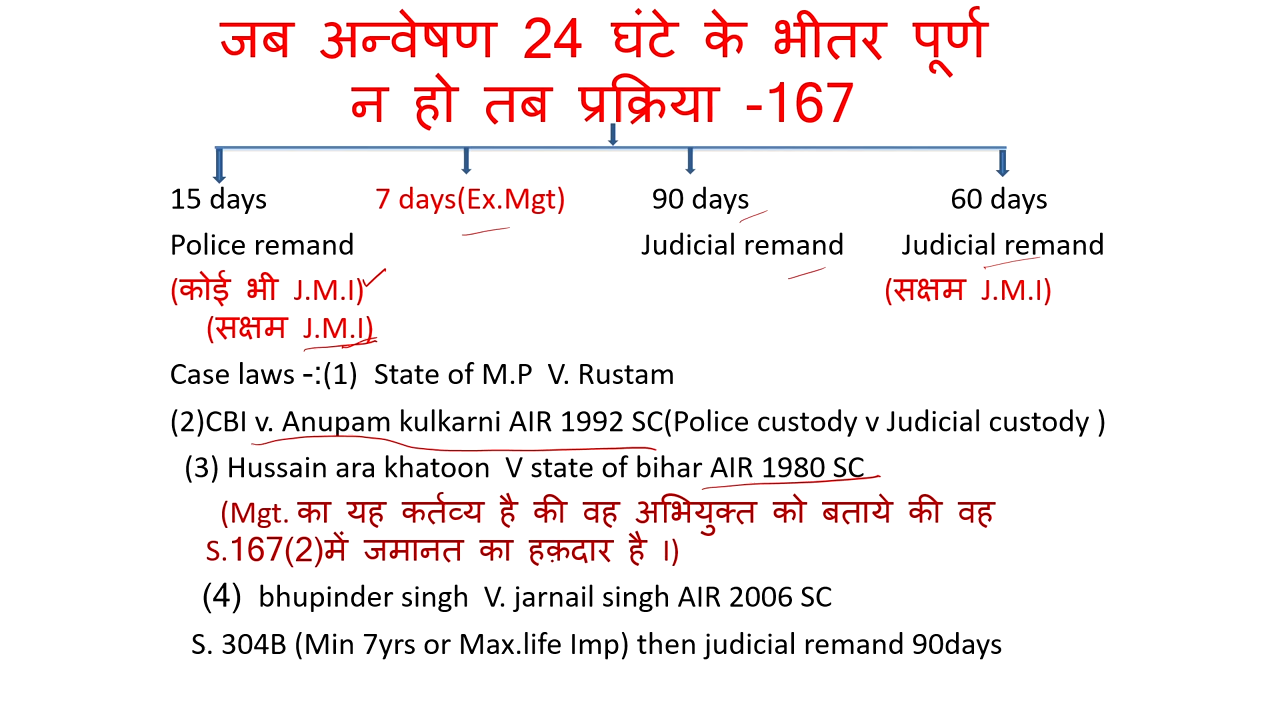 जब अन्वेषण 24 घंटे के भीतर पूर्ण
न हो तब प्रक्रिया -167
15 days 7 days(Ex.Mgt) 90 days 60 days
Police remand Judicial remand Judicial remand
(कोई भी J.M.I) (सक्षम J.M.I)
(सक्षम J.M.I)
Case laws -:(1) State of M.P V. Rustam
(2)CBI v. Anupam kulkarni AIR 1992 SC(Police custody v Judicial custody )
(3) Hussain ara khatoon V state of bihar AIR 1980 SC
(Mgt. का यह कर्तव्य है की वह अभियुक्त को बताये की वह
S.167(2)में जमानत का हक़दार है ।)
(4) bhupinder singh V. jarnail singh AIR 2006 SC
S. 304B (Min 7yrs or Max.life Imp) then judicial remand 90days